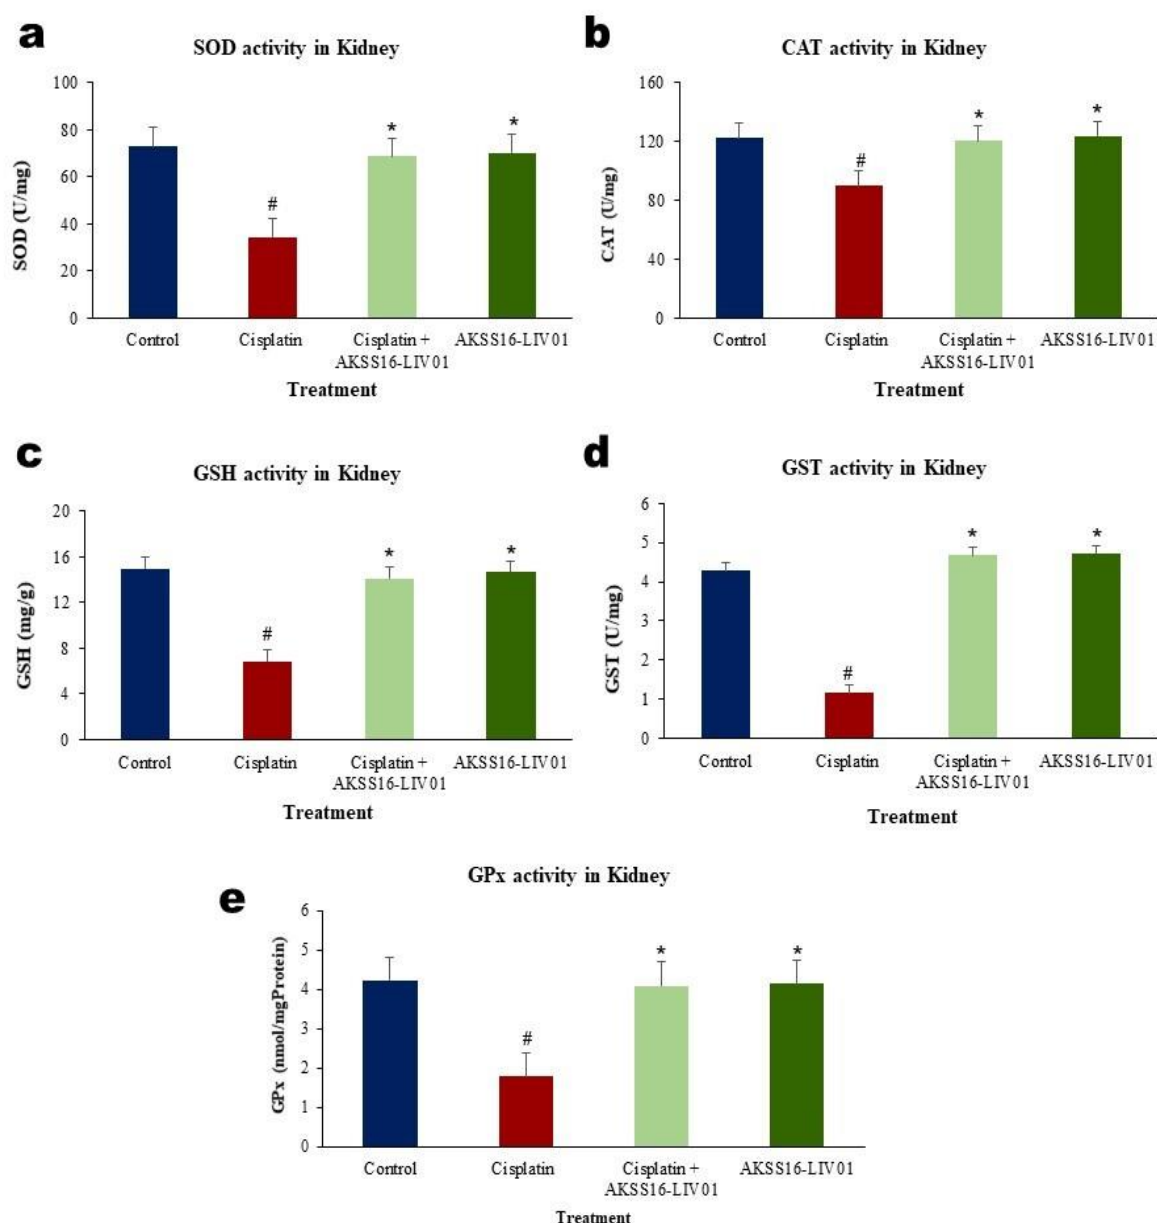 a
SOD activity in Kidney
100
80
60
40
20
0
SOD (U/mg)
#
*
*
Control
Cisplatin
Cisplatin +
AKSS16-LIV01
AKSS16-LIV01
Treatment
b
CAT activity in Kidney
160
120
80
40
0
CAT (U/mg)
#
*
*
Control
Cisplatin
Cisplatin +
AKSS16-LIV01
AKSS16-LIV01
Treatment
c
GSH activity in Kidney
20
16
12
8
4
0
GSH (mg/g)
#
*
*
Control
Cisplatin
Cisplatin +
AKSS16-LIV01
AKSS16-LIV01
Treatment
d
GST activity in Kidney
6
5
4
3
2
1
0
GST (U/mg)
#
*
*
Control
Cisplatin
Cisplatin +
AKSS16-LIV01
AKSS16-LIV01
Treatment
e
GPx activity in Kidney
6
5
4
3
2
1
0
GPx (nmol/mgProtein)
#
*
*
Control
Cisplatin
Cisplatin +
AKSS16-LIV01
AKSS16-LIV01
Treatment